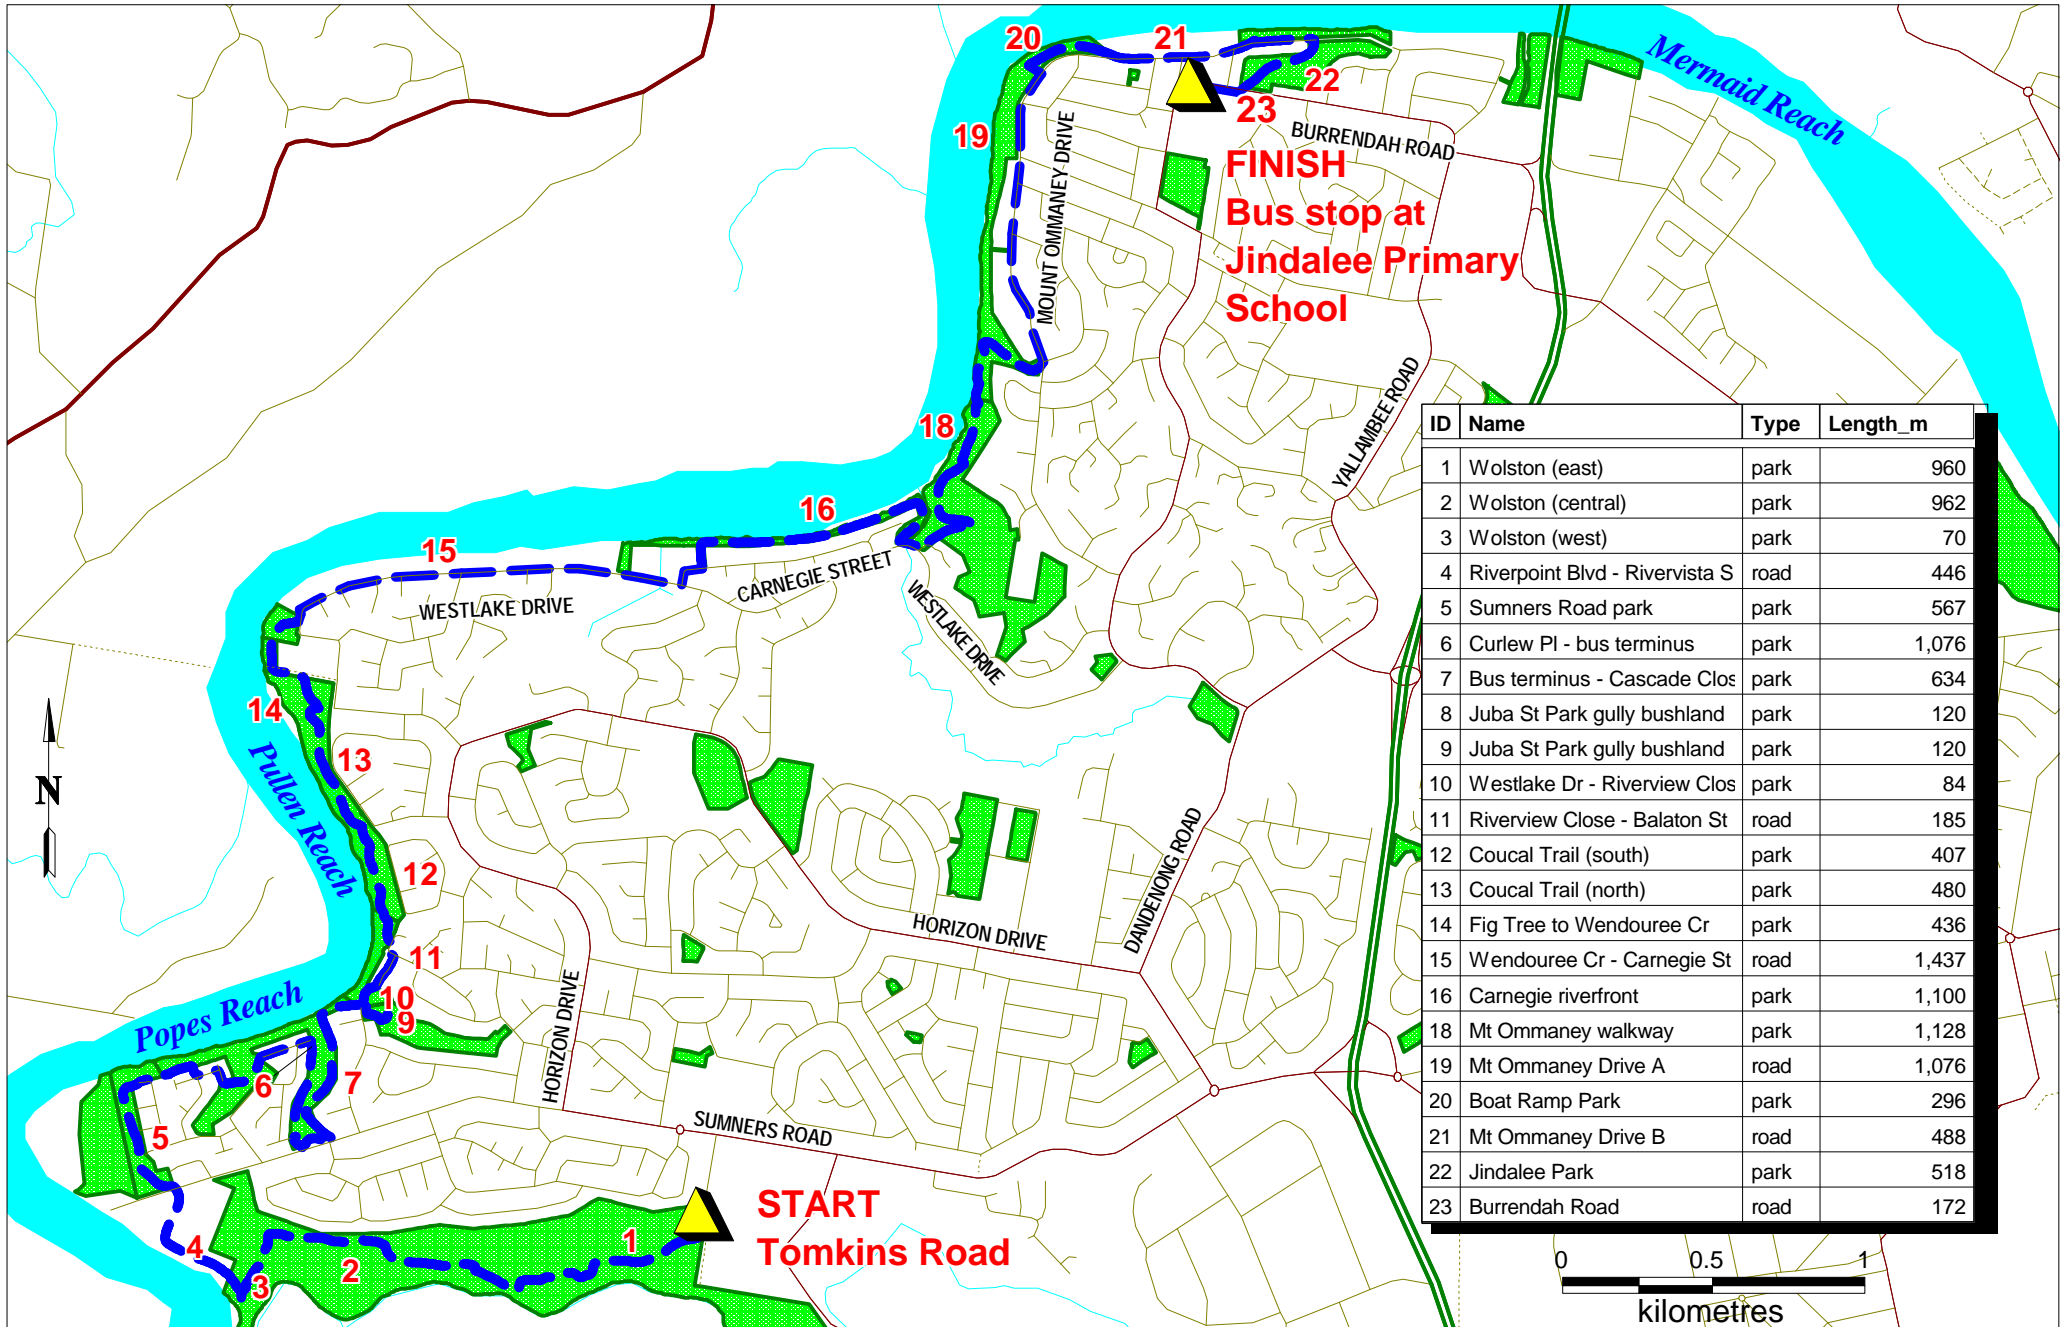 20
21
22
23
19
Mermaid Reach
BURRENDAH ROAD
MOUNT OMMANEY DRIVE
FINISH
Bus stop at
Jindalee Primary
School
YALLAMBEE ROAD
18
16
15
CARNEGIE STREET
WESTLAKE DRIVE
WESTLAKE DRIVE
14
13
Pullen Reach
N
12
11
10
9
HORIZON DRIVE
DANDENONG ROAD
HORIZON DRIVE
Popes Reach
6
7
5
SUMNERS ROAD
4
3
2
1
START
Tomkins Road
ID Name Type Length_m
1 Wolston (east) park 960
2 Wolston (central) park 962
3 Wolston (west) park 70
4 Riverpoint Blvd - Rivervista S road 446
5 Sumners Road park park 567
6 Curlew Pl - bus terminus park 1,076
7 Bus terminus - Cascade Clos park 634
8 Juba St Park gully bushland park 120
9 Juba St Park gully bushland park 120
10 Westlake Dr - Riverview Clos park 84
11 Riverview Close - Balaton St road 185
12 Coucal Trail (south) park 407
13 Coucal Trail (north) park 480
14 Fig Tree to Wendouree Cr park 436
15 Wendouree Cr - Carnegie St road 1,437
16 Carnegie riverfront park 1,100
18 Mt Ommaney walkway park 1,128
19 Mt Ommaney Drive A road 1,076
20 Boat Ramp Park park 296
21 Mt Ommaney Drive B road 488
22 Jindalee Park park 518
23 Burrendah Road road 172
0 0.5 1
kilometres